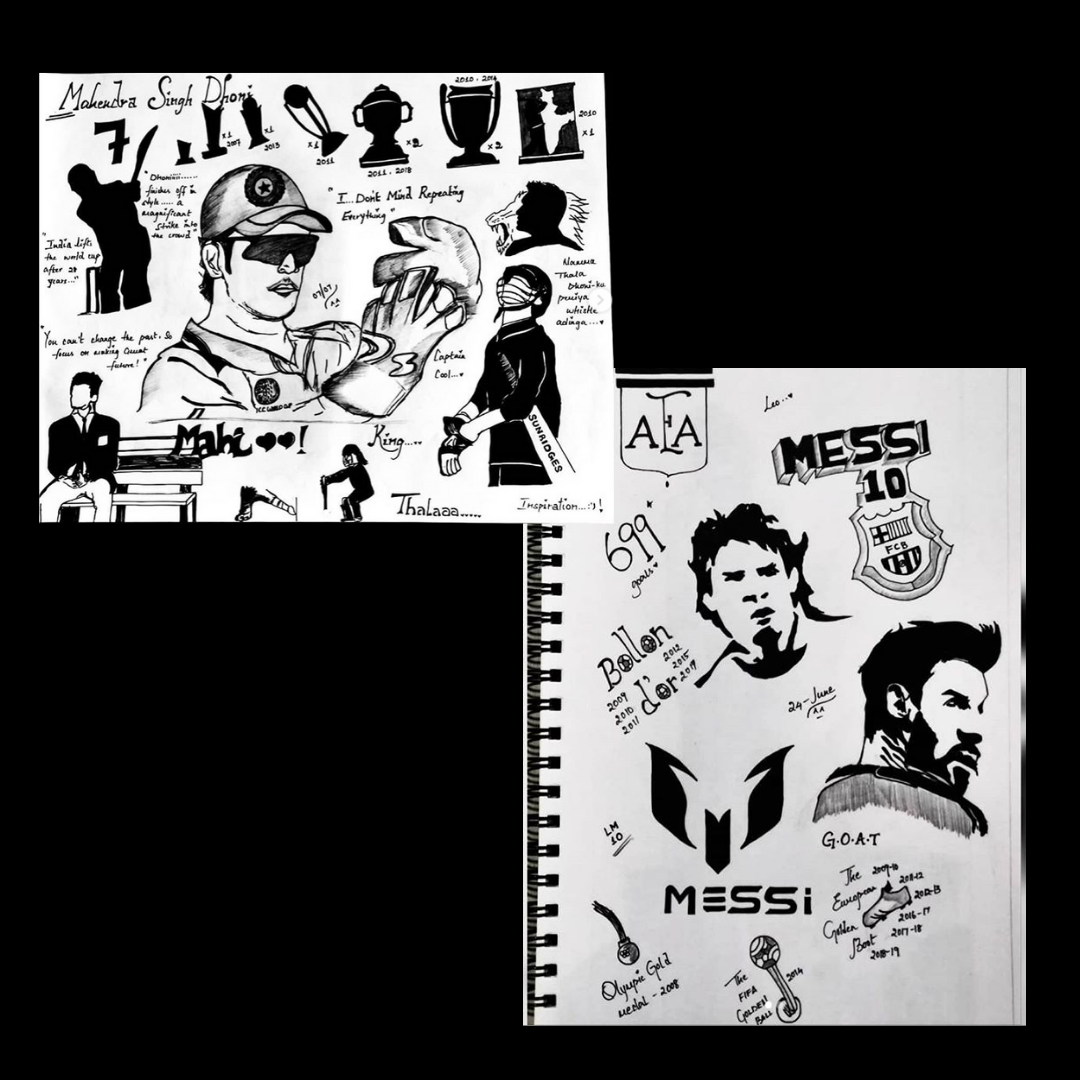 Mahendra Singh Dhoni
7
x1
2007
x1
2013
x1
2011
x2
2011, 2018
2010, 2014
x2
2010
x1
"Dhoniiii......
finishes off in
style..... a
magnificent
strike into
the crowd"
"India lifts
the world cup
after 28
years..."
"I... Don't Mind Repeating
Everything"
07/07
AA
Namma
Thala
Dhoni-ku
periya
whistle
adinga...
"You can't change the past. So
focus on making Great
future!"
Captain
Cool...
SUNRIDGES
Mahi !
King.....
Thalaaa.....
Inspiration...:)!
AFA
Leo...
MESSI
10
FCB
699
goals
Ballon
d'or
2009
2010
2011
2012
2015
2019
24-June
AA
LM
10
MESSi
G.O.A.T
The
European
Golden
Boot
2009-10
2011-12
2012-13
2016-17
2017-18
2018-19
Olympic Gold
Medal - 2008
The
FIFA
GOLDEN
BALL
2014